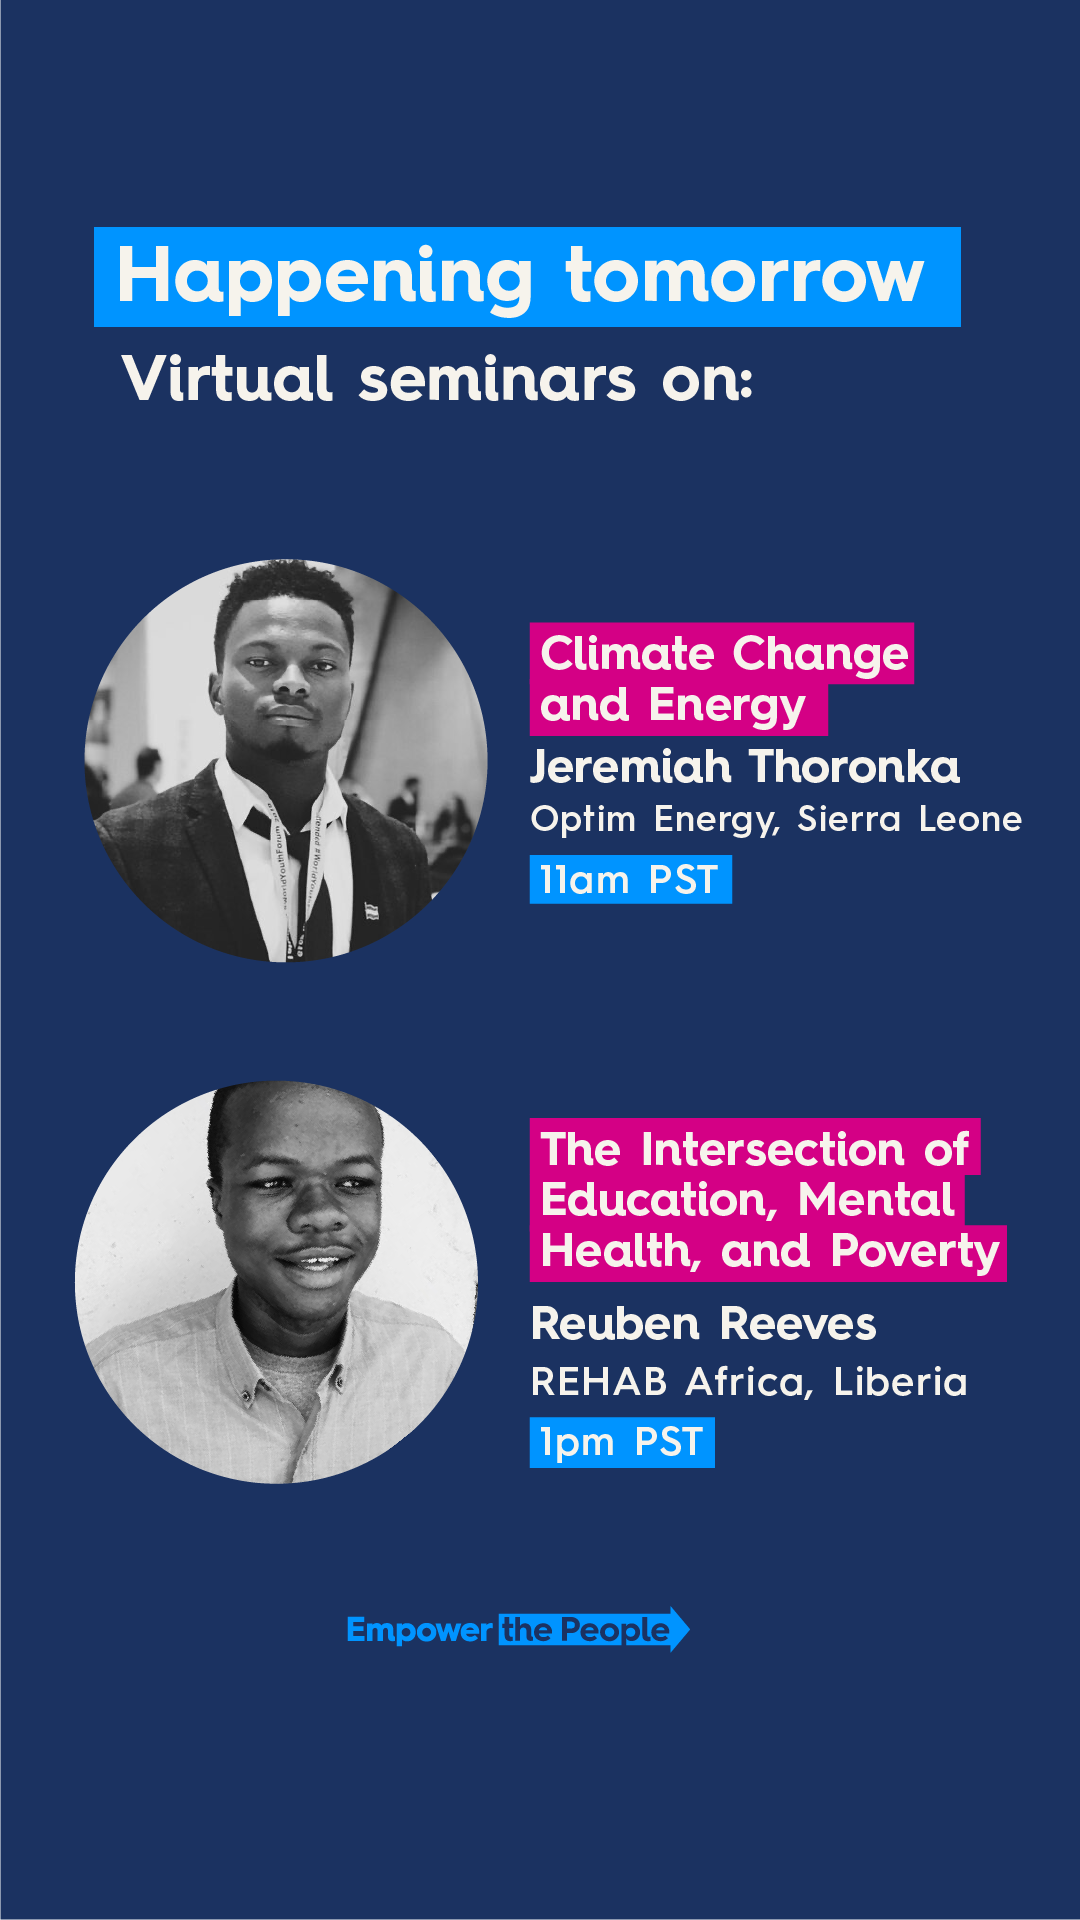 Happening tomorrow
Virtual seminars on:
Climate Change
and Energy
Jeremiah Thoronka
Optim Energy, Sierra Leone
11am PST
#WorldYouthForum
The Intersection of
Education, Mental
Health, and Poverty
Reuben Reeves
REHAB Africa, Liberia
1pm PST
Empower the People